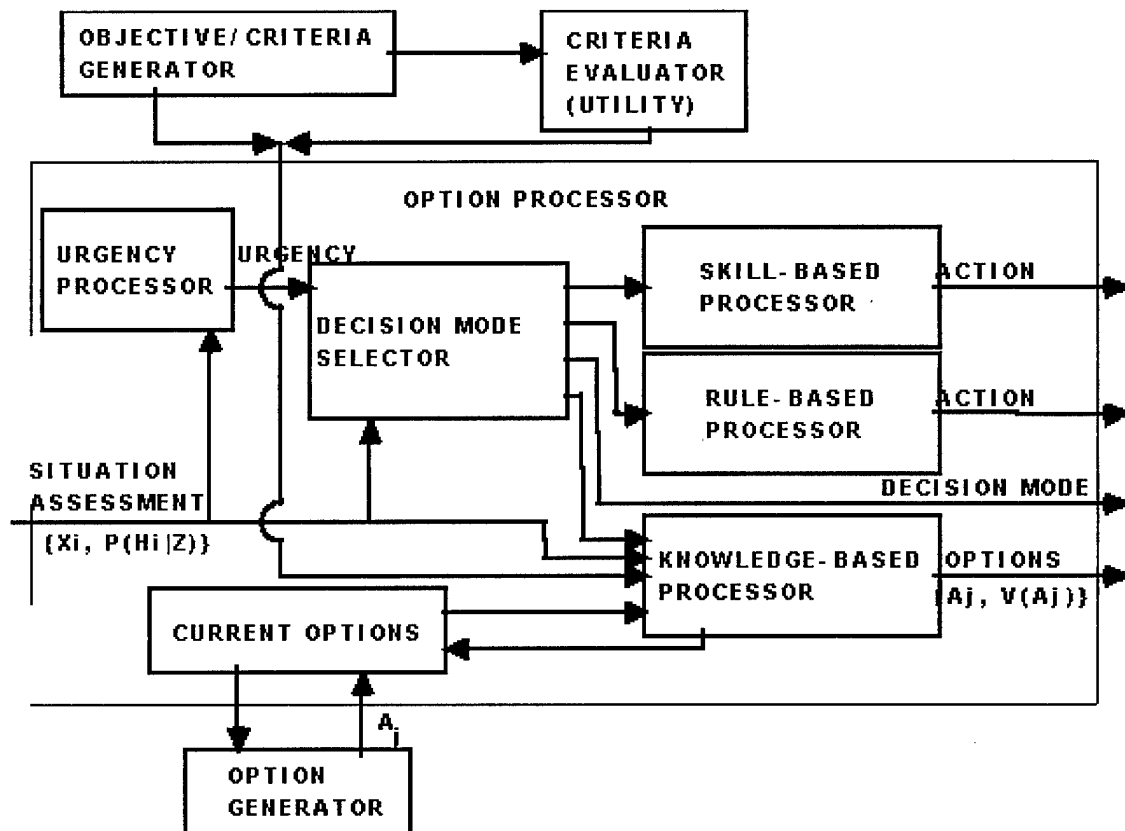 OBJECTIVE/CRITERIA
GENERATOR
CRITERIA
EVALUATOR
(UTILITY)
OPTION PROCESSOR
URGENCY
PROCESSOR
URGENCY
DECISION MODE
SELECTOR
SKILL-BASED
PROCESSOR
ACTION
RULE-BASED
PROCESSOR
ACTION
SITUATION
ASSESSMENT
{Xi, P(Hi|Z)}
DECISION MODE
KNOWLEDGE-BASED
PROCESSOR
OPTIONS
{Aj, V(Aj)}
CURRENT OPTIONS
Aj
OPTION
GENERATOR